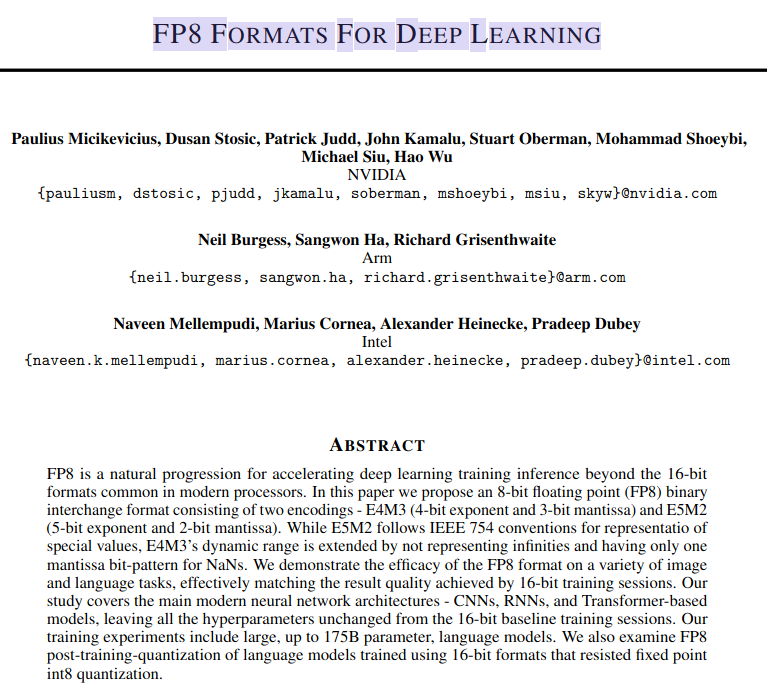 FP8 FORMATS FOR DEEP LEARNING
Paulius Micikevicius, Dusan Stosic, Patrick Judd, John Kamalu, Stuart Oberman, Mohammad Shoeybi,
Michael Siu, Hao Wu
NVIDIA
{pauliusm, dstosic, pjudd, jkamalu, soberman, mshoeybi, msiu, skyw}@nvidia.com
Neil Burgess, Sangwon Ha, Richard Grisenthwaite
Arm
{neil.burgess, sangwon.ha, richard.grisenthwaite}@arm.com
Naveen Mellempudi, Marius Cornea, Alexander Heinecke, Pradeep Dubey
Intel
{naveen.k.mellempudi, marius.cornea, alexander.heinecke, pradeep.dubey}@intel.com
ABSTRACT
FP8 is a natural progression for accelerating deep learning training inference beyond the 16-bit
formats common in modern processors. In this paper we propose an 8-bit floating point (FP8) binary
interchange format consisting of two encodings - E4M3 (4-bit exponent and 3-bit mantissa) and E5M2
(5-bit exponent and 2-bit mantissa). While E5M2 follows IEEE 754 conventions for representatio of
special values, E4M3's dynamic range is extended by not representing infinities and having only one
mantissa bit-pattern for NaNs. We demonstrate the efficacy of the FP8 format on a variety of image
and language tasks, effectively matching the result quality achieved by 16-bit training sessions. Our
study covers the main modern neural network architectures - CNNs, RNNs, and Transformer-based
models, leaving all the hyperparameters unchanged from the 16-bit baseline training sessions. Our
training experiments include large, up to 175B parameter, language models. We also examine FP8
post-training-quantization of language models trained using 16-bit formats that resisted fixed point
int8 quantization.